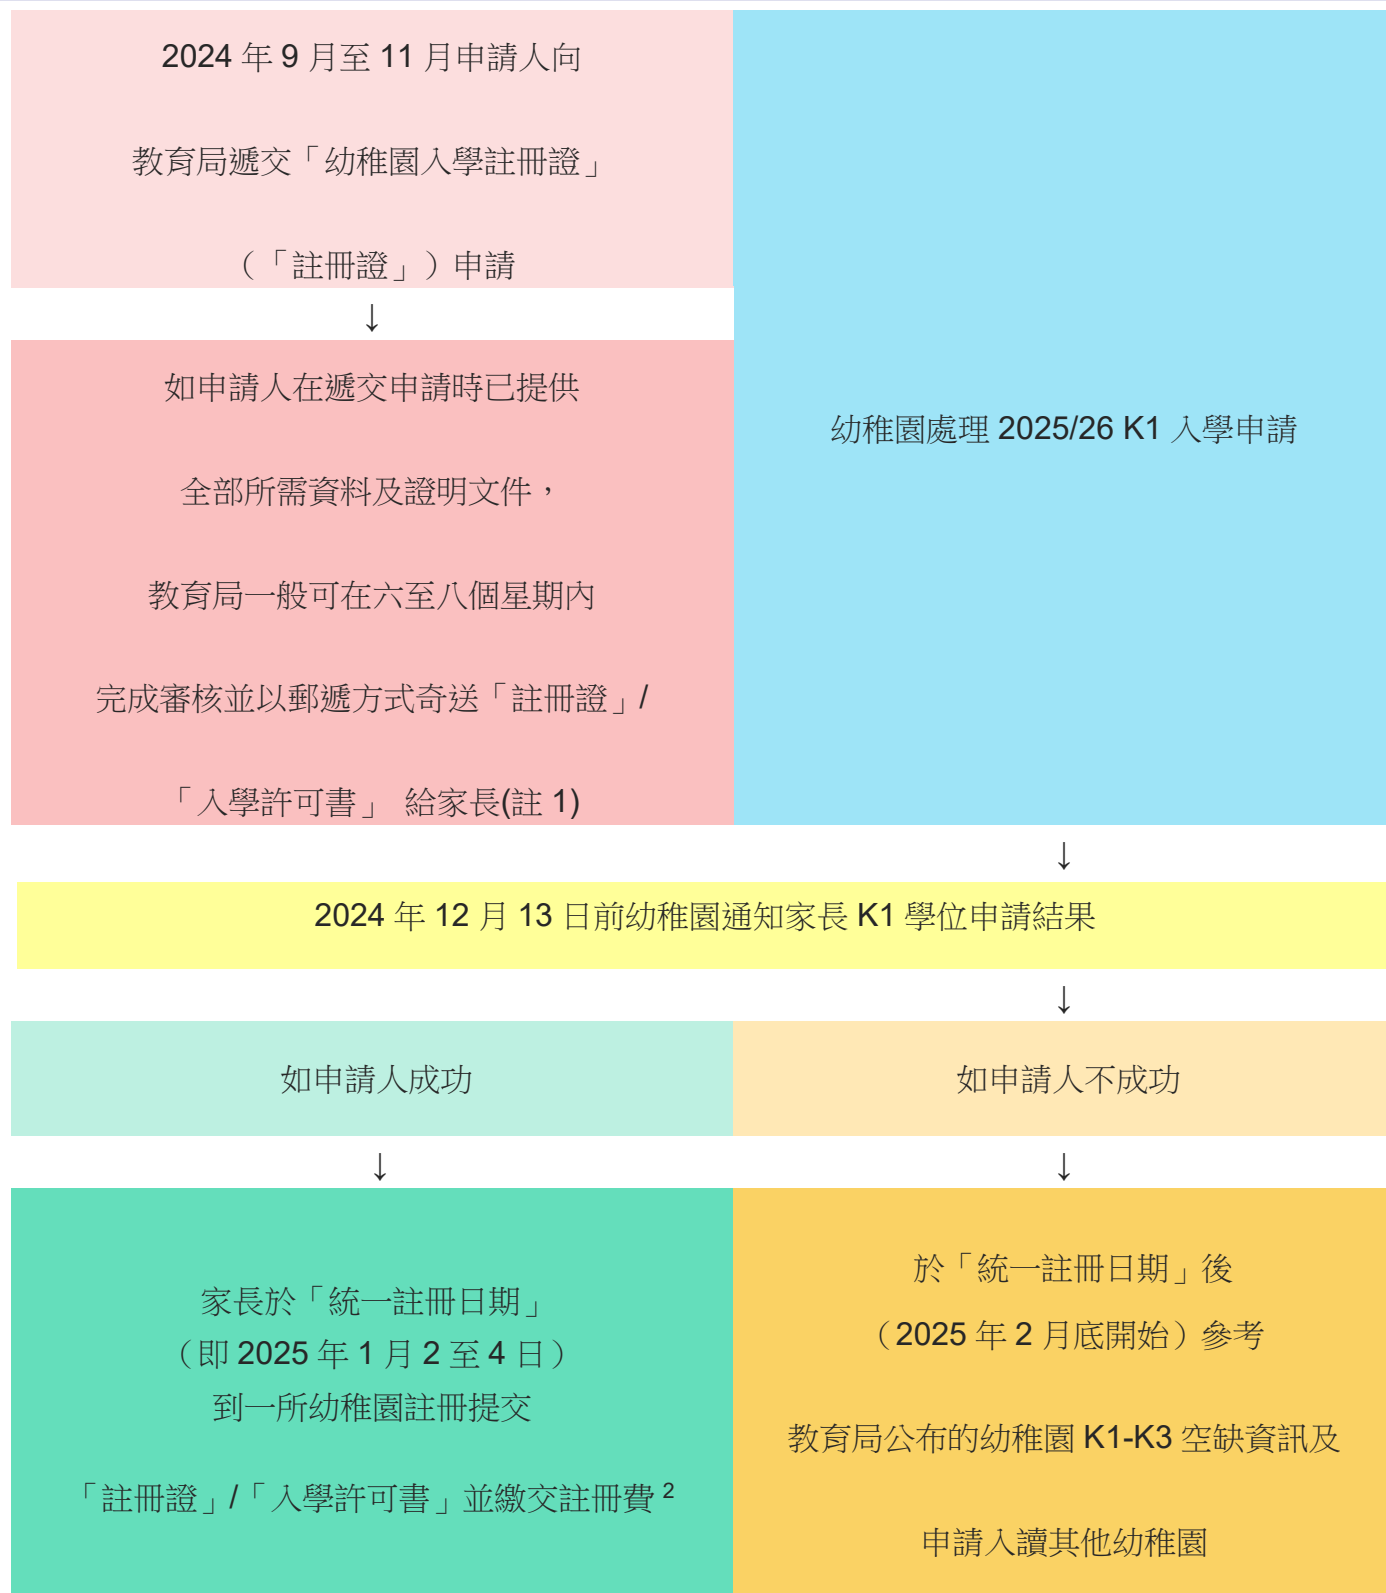 2024 年 9 月至 11 月申請人向
教育局遞交「幼稚園入學註冊證」
（「註冊證」）申請
↓
如申請人在遞交申請時已提供
全部所需資料及證明文件，
教育局一般可在六至八個星期內
完成審核並以郵遞方式奇送「註冊證」/
「入學許可書」 給家長(註 1)
幼稚園處理 2025/26 K1 入學申請
↓
2024 年 12 月 13 日前幼稚園通知家長 K1 學位申請結果
↓
如申請人成功
如申請人不成功
↓
↓
家長於「統一註冊日期」
（即 2025 年 1 月 2 至 4 日）
到一所幼稚園註冊提交
「註冊證」/「入學許可書」並繳交註冊費 2
於「統一註冊日期」後
（2025 年 2 月底開始）參考
教育局公布的幼稚園 K1-K3 空缺資訊及
申請入讀其他幼稚園